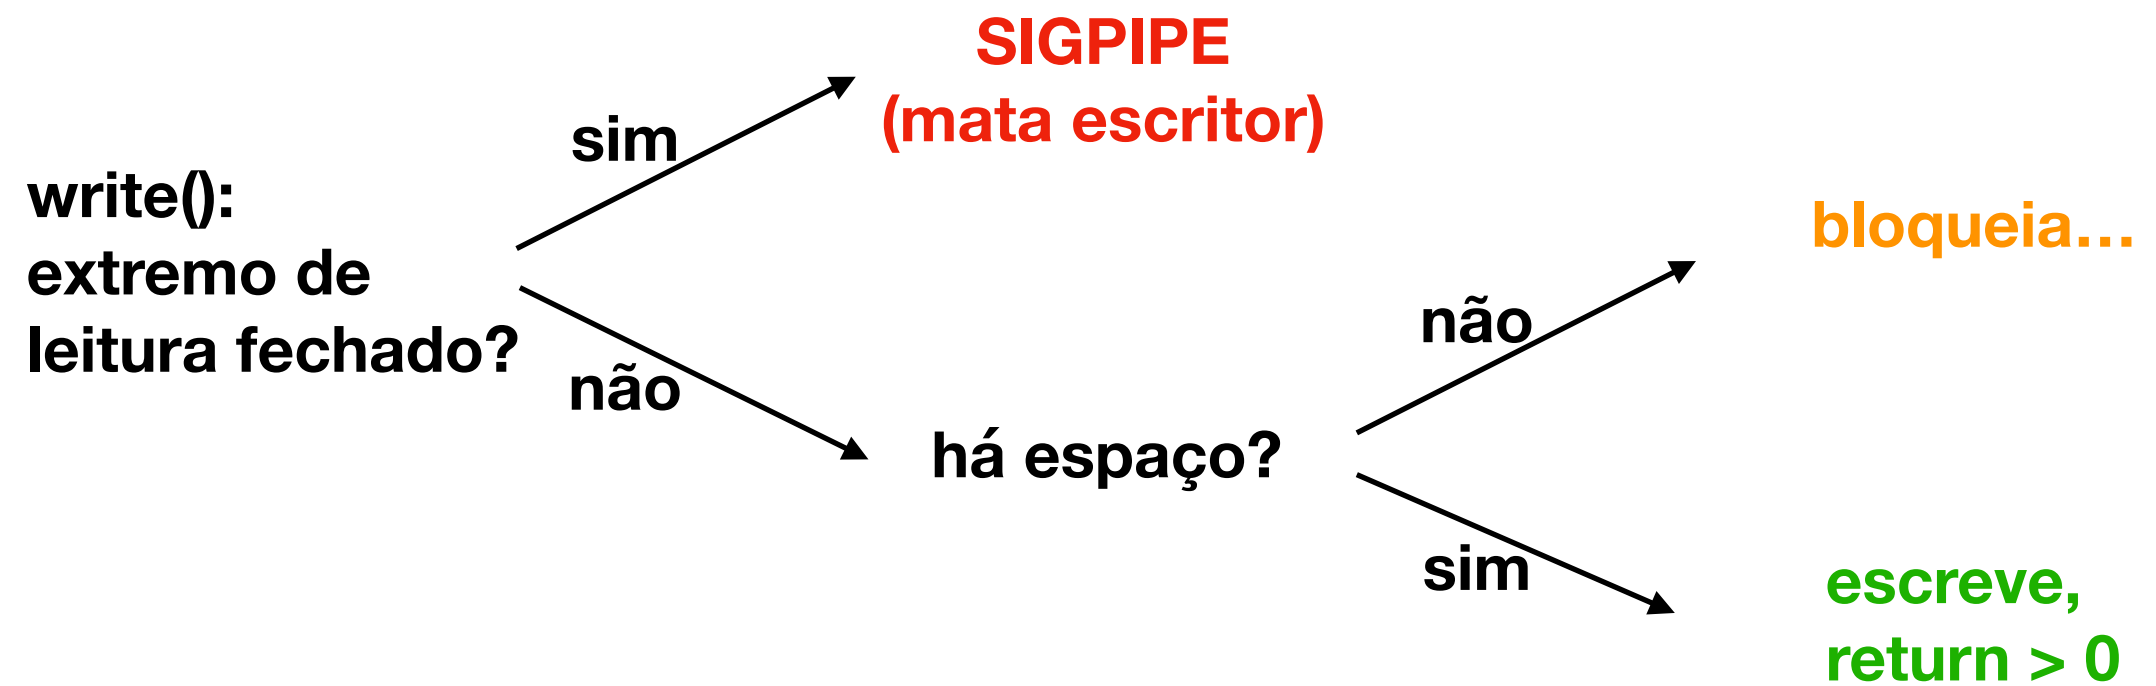 write():
extremo de
leitura fechado?
sim
SIGPIPE
(mata escritor)
não
há espaço?
não
bloqueia...
sim
escreve,
return > 0